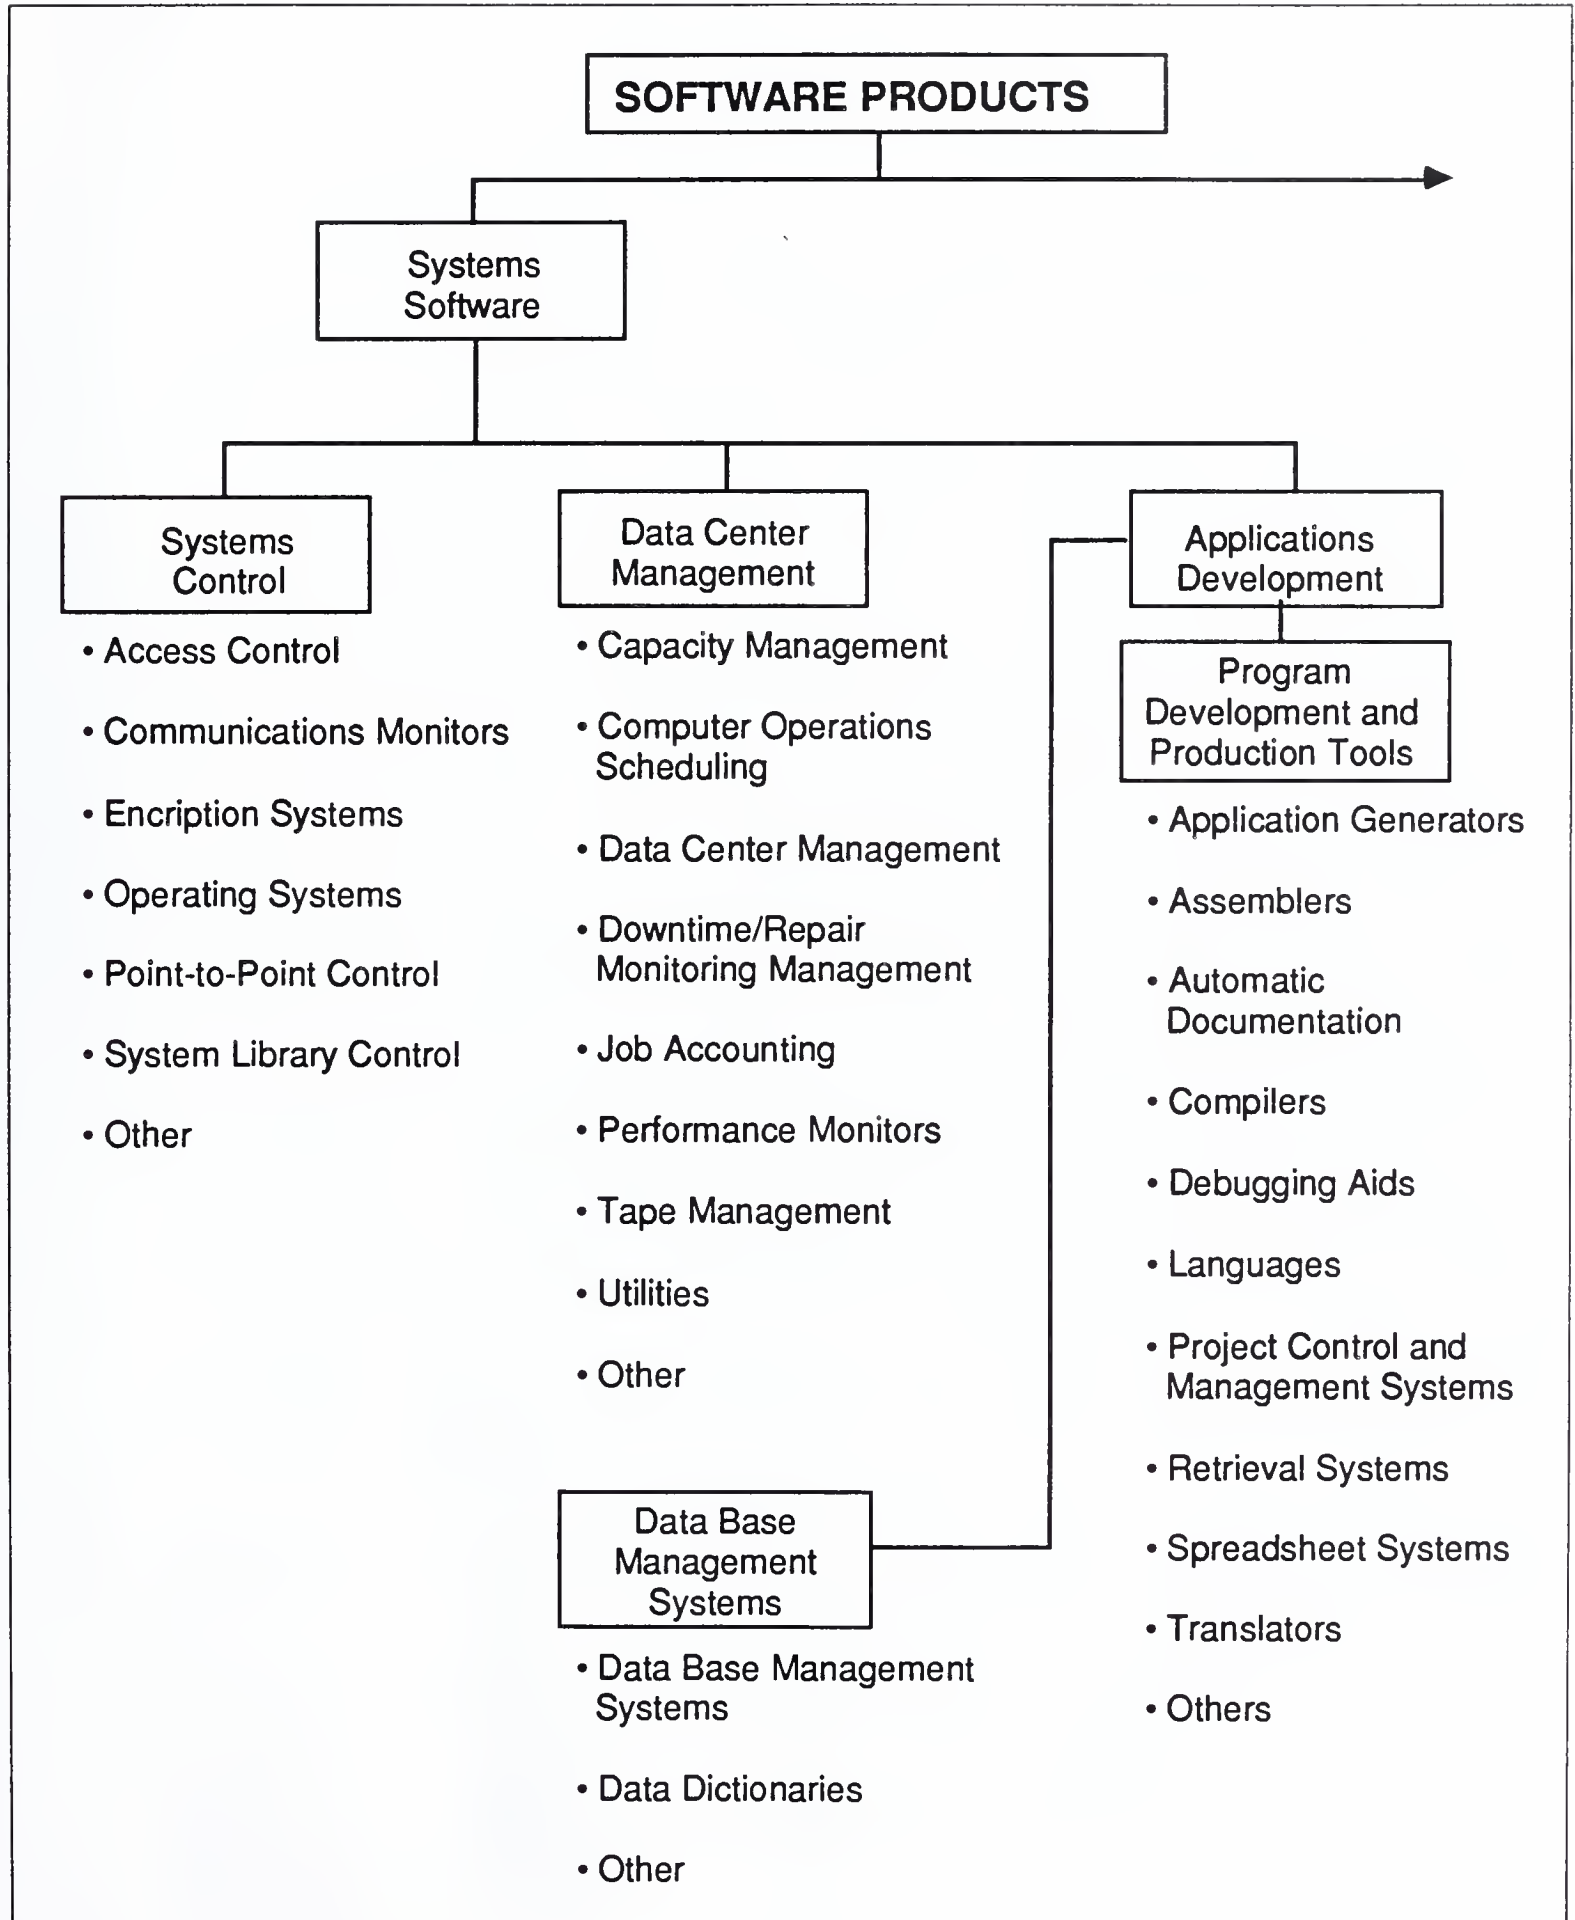 SOFTWARE PRODUCTS
Systems
Software
Systems
Control
• Access Control
• Communications Monitors
• Encription Systems
• Operating Systems
• Point-to-Point Control
• System Library Control
• Other
Data Center
Management
• Capacity Management
• Computer Operations
Scheduling
• Data Center Management
• Downtime/Repair
Monitoring Management
• Job Accounting
• Performance Monitors
• Tape Management
• Utilities
• Other
Data Base
Management
Systems
• Data Base Management
Systems
• Data Dictionaries
• Other
Applications
Development
Program
Development and
Production Tools
• Application Generators
• Assemblers
• Automatic
Documentation
• Compilers
• Debugging Aids
• Languages
• Project Control and
Management Systems
• Retrieval Systems
• Spreadsheet Systems
• Translators
• Others